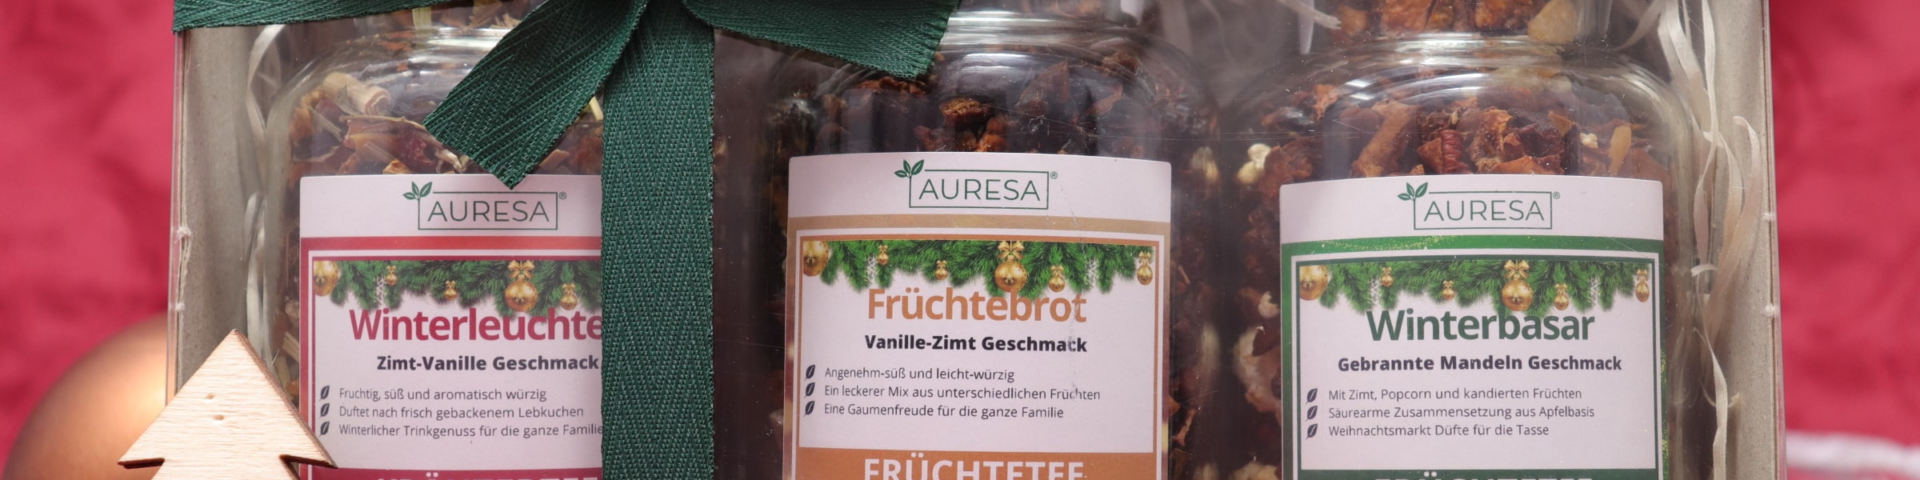 AURESA®
Winterleuchte
Zimt-Vanille Geschmack
Fruchtig, süß und aromatisch würzig
Duftet nach frisch gebackenem Lebkuchen
Winterlicher Trinkgenuss für die ganze Familie
AURESA®
Früchtebrot
Vanille-Zimt Geschmack
Angenehm-süß und leicht-würzig
Ein leckerer Mix aus unterschiedlichen Früchten
Eine Gaumenfreude für die ganze Familie
FRÜCHTETEE
AURESA®
Winterbasar
Gebrannte Mandeln Geschmack
Mit Zimt, Popcorn und kandierten Früchten
Säurearme Zusammensetzung aus Apfelbasis
Weihnachtsmarkt Düfte für die Tasse